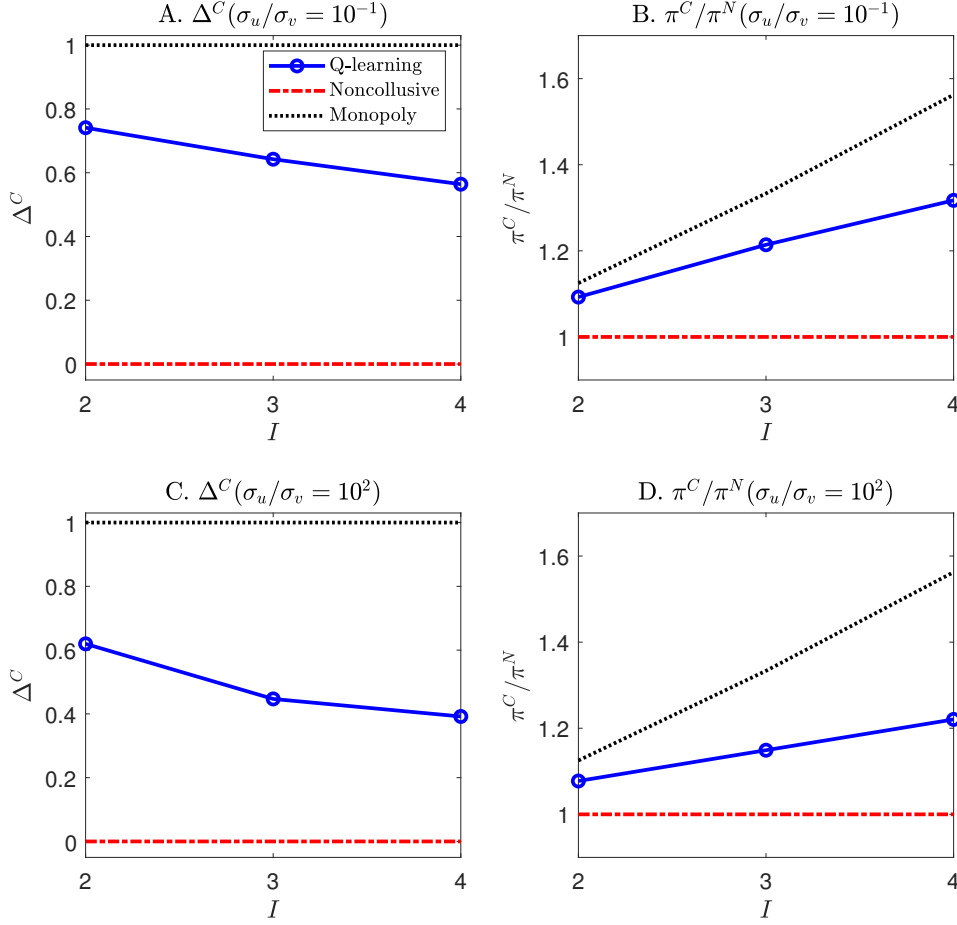 A. Δ^C(σ_u/σ_v = 10^{-1})
Δ^C
1
0.8
0.6
0.4
0.2
0
Q-learning
Noncollusive
Monopoly
2
3
4
I
B. π^C/π^N(σ_u/σ_v = 10^{-1})
π^C/π^N
1.6
1.4
1.2
1
2
3
4
I
C. Δ^C(σ_u/σ_v = 10^2)
Δ^C
1
0.8
0.6
0.4
0.2
0
2
3
4
I
D. π^C/π^N(σ_u/σ_v = 10^2)
π^C/π^N
1.6
1.4
1.2
1
2
3
4
I